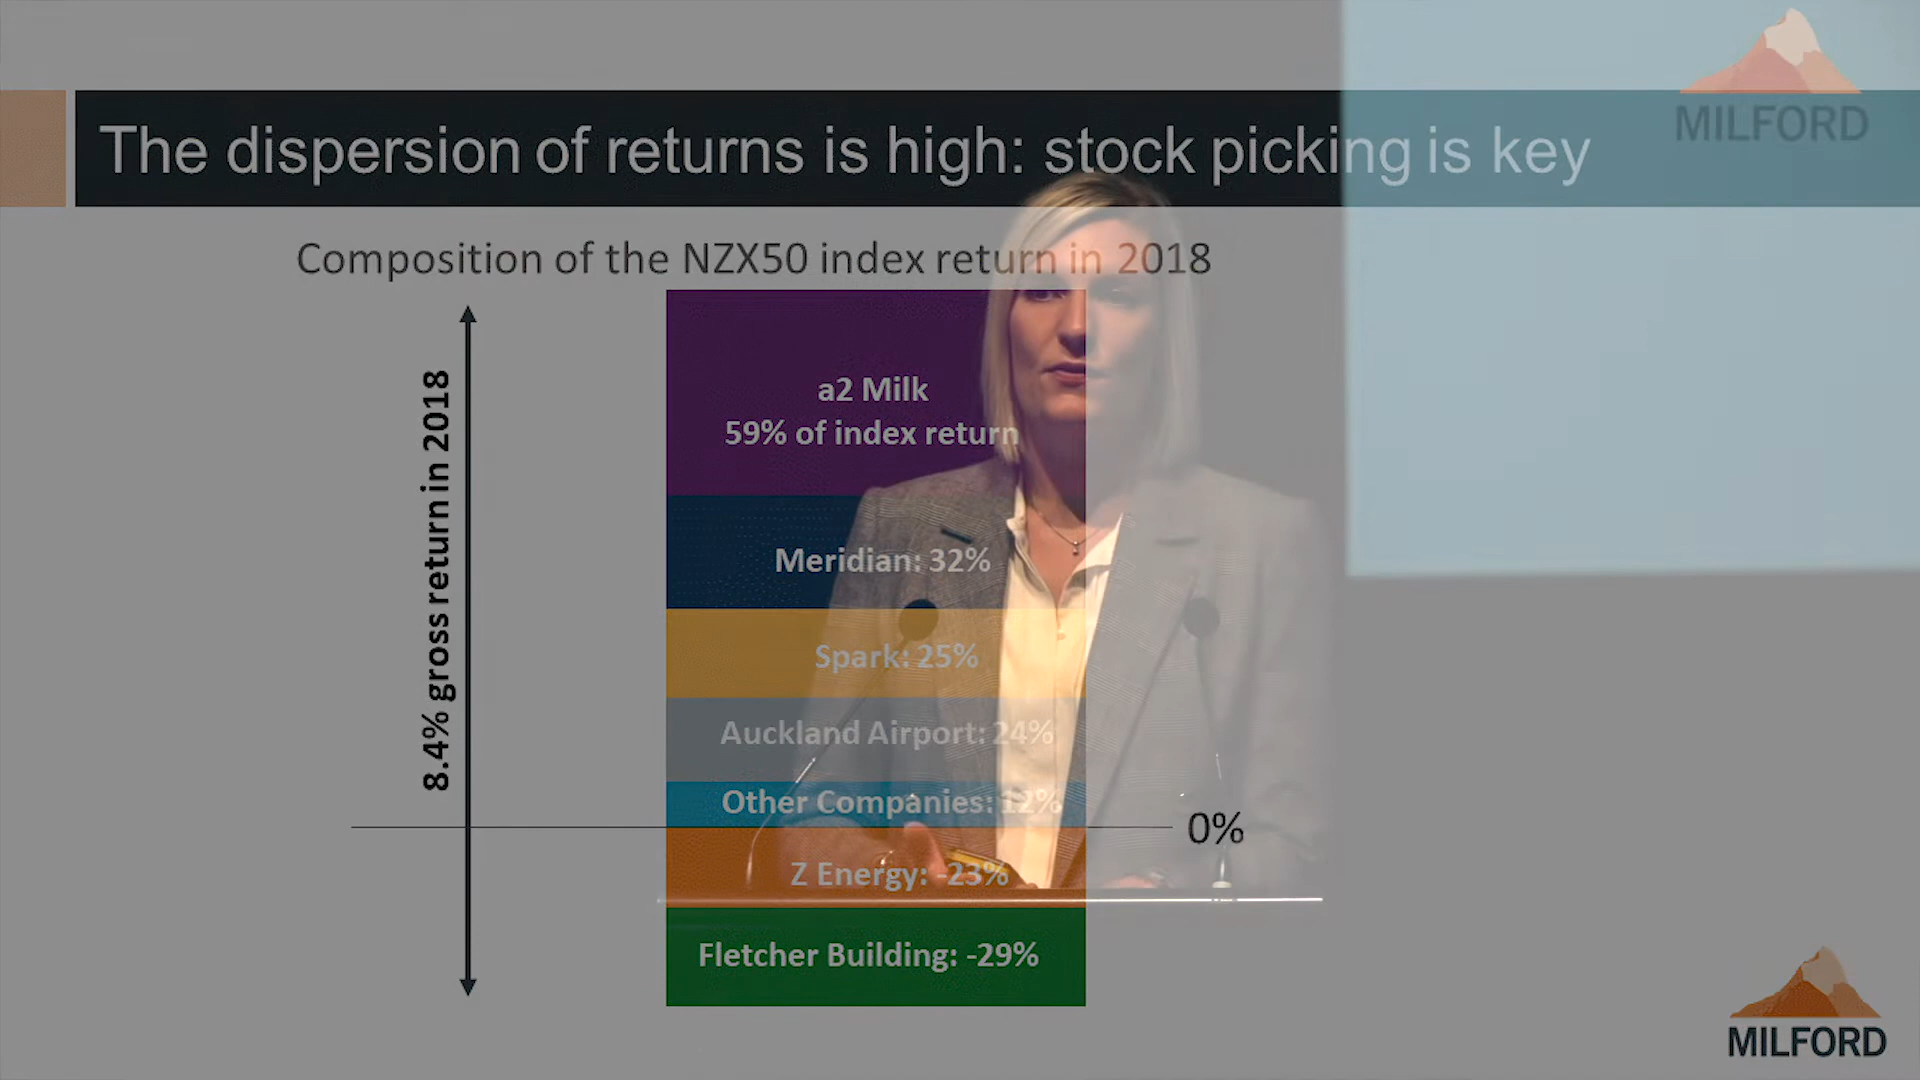 MILFORD
The dispersion of returns is high: stock picking is key
Composition of the NZX50 index return in 2018
8.4% gross return in 2018
a2 Milk
59% of index return
Meridian: 32%
Spark: 25%
Auckland Airport: 24%
Other Companies: 12%
0%
Z Energy: -23%
Fletcher Building: -29%
MILFORD